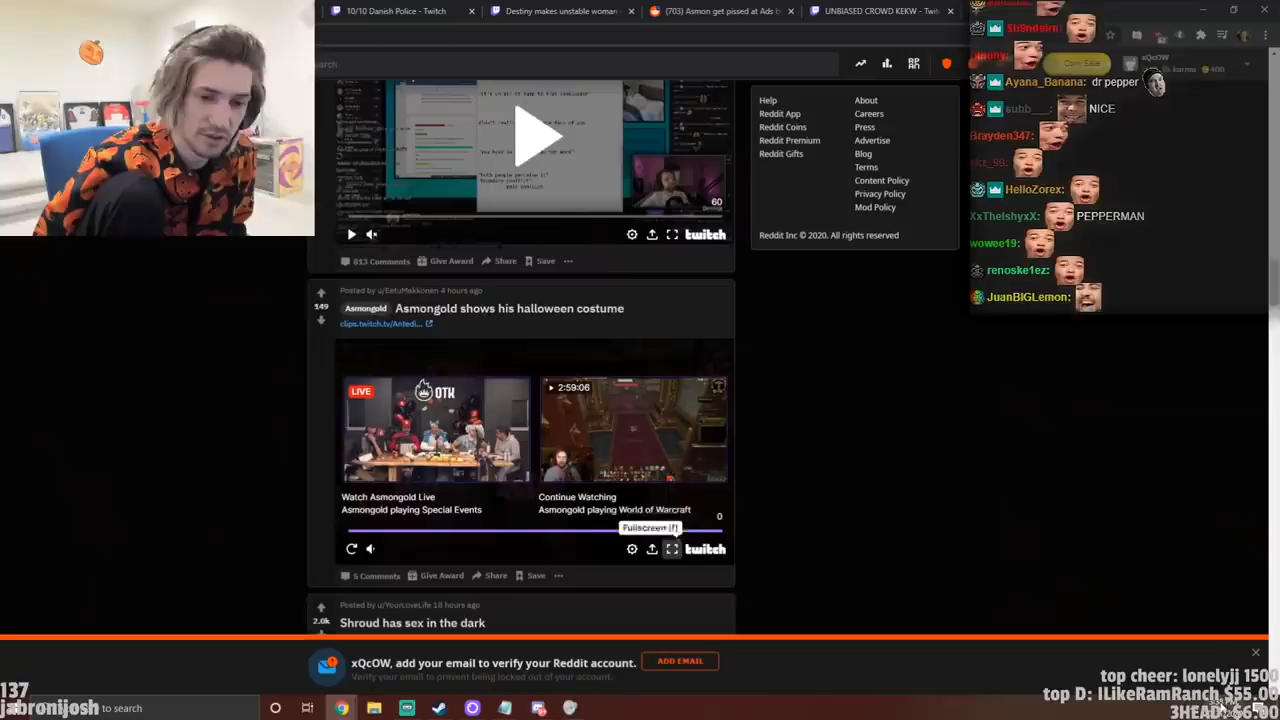 10/10 Danish Police - Twitch
Destiny makes unstable woman
(703) Asmon get pissed at Ads
UNBIASED CROWD KEKW - Twit
xQcOW
Sh9ndeirn:
Ayana_Banana: dr pepper
subb___: NICE
Brayden347:
HelloZorex:
XxTheIshyxX: PEPPERMAN
wowee19:
renoske1ez:
JuanBIGLemon:
Help
About
Reddit App
Careers
Reddit Coins
Press
Reddit Premium
Advertise
Reddit Gifts
Blog
Terms
Content Policy
Privacy Policy
Mod Policy
Reddit Inc © 2020. All rights reserved
60
twitch
813 Comments Give Award Share Save
Posted by u/EetuMakkonen 4 hours ago
149
Asmongold Asmongold shows his halloween costume
clips.twitch.tv/Antedi...
LIVE
OTK
2:59:06
Watch Asmongold Live
Asmongold playing Special Events
Continue Watching
Asmongold playing World of Warcraft
0
Fullscreen (f)
twitch
5 Comments Give Award Share Save
Posted by u/YourLoveLife 18 hours ago
2.0k
Shroud has sex in the dark
xQcOW, add your email to verify your Reddit account.
Verify your email to prevent being locked out of your account.
ADD EMAIL
137
jabronijosh
to search
top cheer: lonelyjj 1500
top D: ILikeRamRanch $55.00